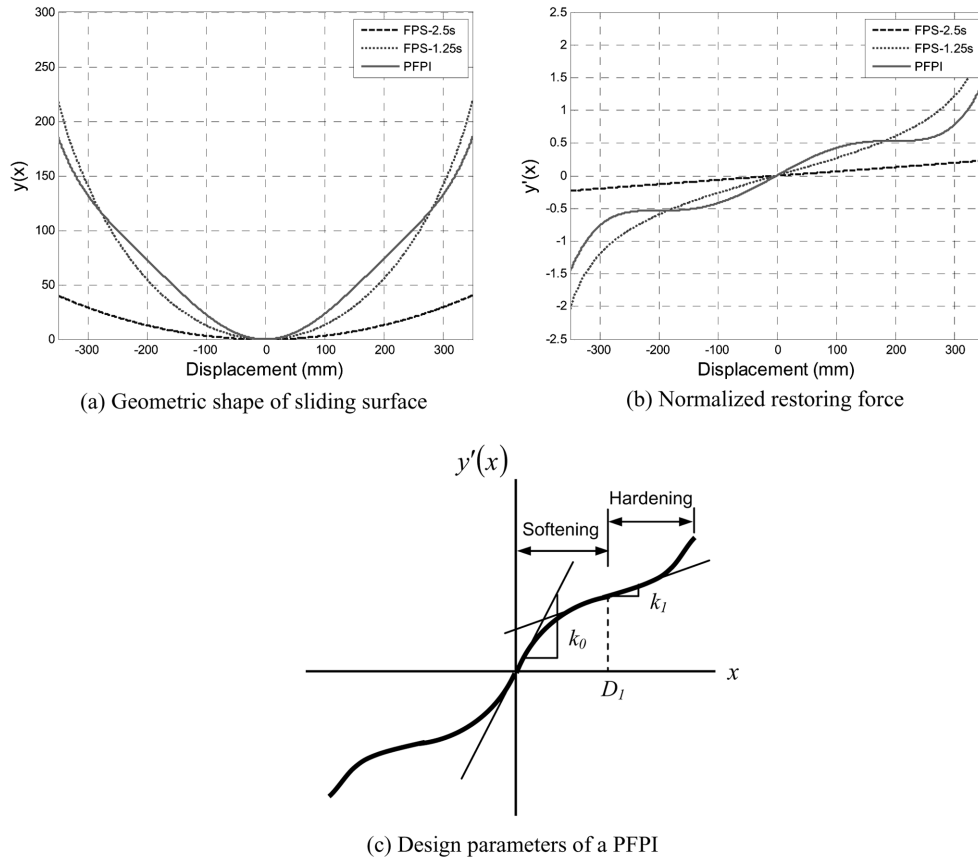 300
250
200
150
100
50
0
y(x)
-300 -200 -100 0 100 200 300
Displacement (mm)
FPS-2.5s
FPS-1.25s
PFPI
(a) Geometric shape of sliding surface
2.5
2
1.5
1
0.5
0
-0.5
-1
-1.5
-2
-2.5
y'(x)
-300 -200 -100 0 100 200 300
Displacement (mm)
FPS-2.5s
FPS-1.25s
PFPI
(b) Normalized restoring force
y′(x)
Hardening
Softening
k₁
k₀
x
D₁
(c) Design parameters of a PFPI